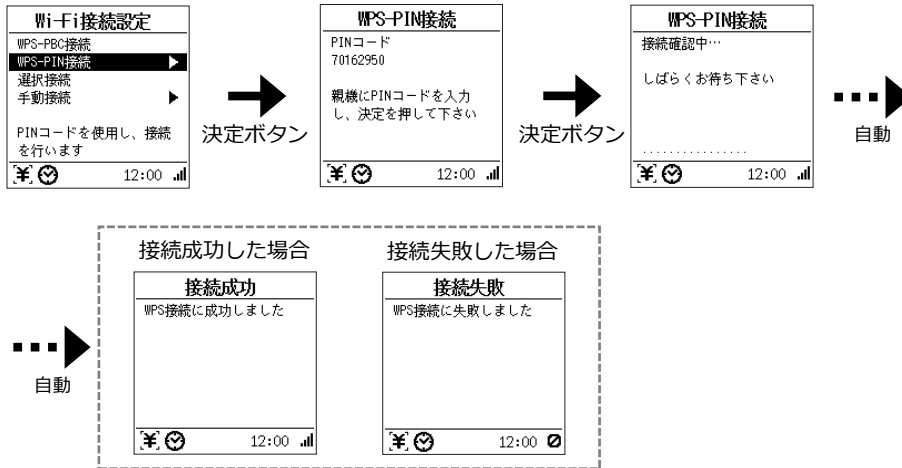 Wi-Fi接続設定
WPS-PBC接続
WPS-PIN接続
選択接続
手動接続
PINコードを使用し、接続
を行います
12:00
決定ボタン
WPS-PIN接続
PINコード
70162950
親機にPINコードを入力
し、決定を押して下さい
12:00
決定ボタン
WPS-PIN接続
接続確認中…
しばらくお待ち下さい
................
12:00
自動
自動
接続成功した場合
接続成功
WPS接続に成功しました
12:00
接続失敗した場合
接続失敗
WPS接続に失敗しました
12:00